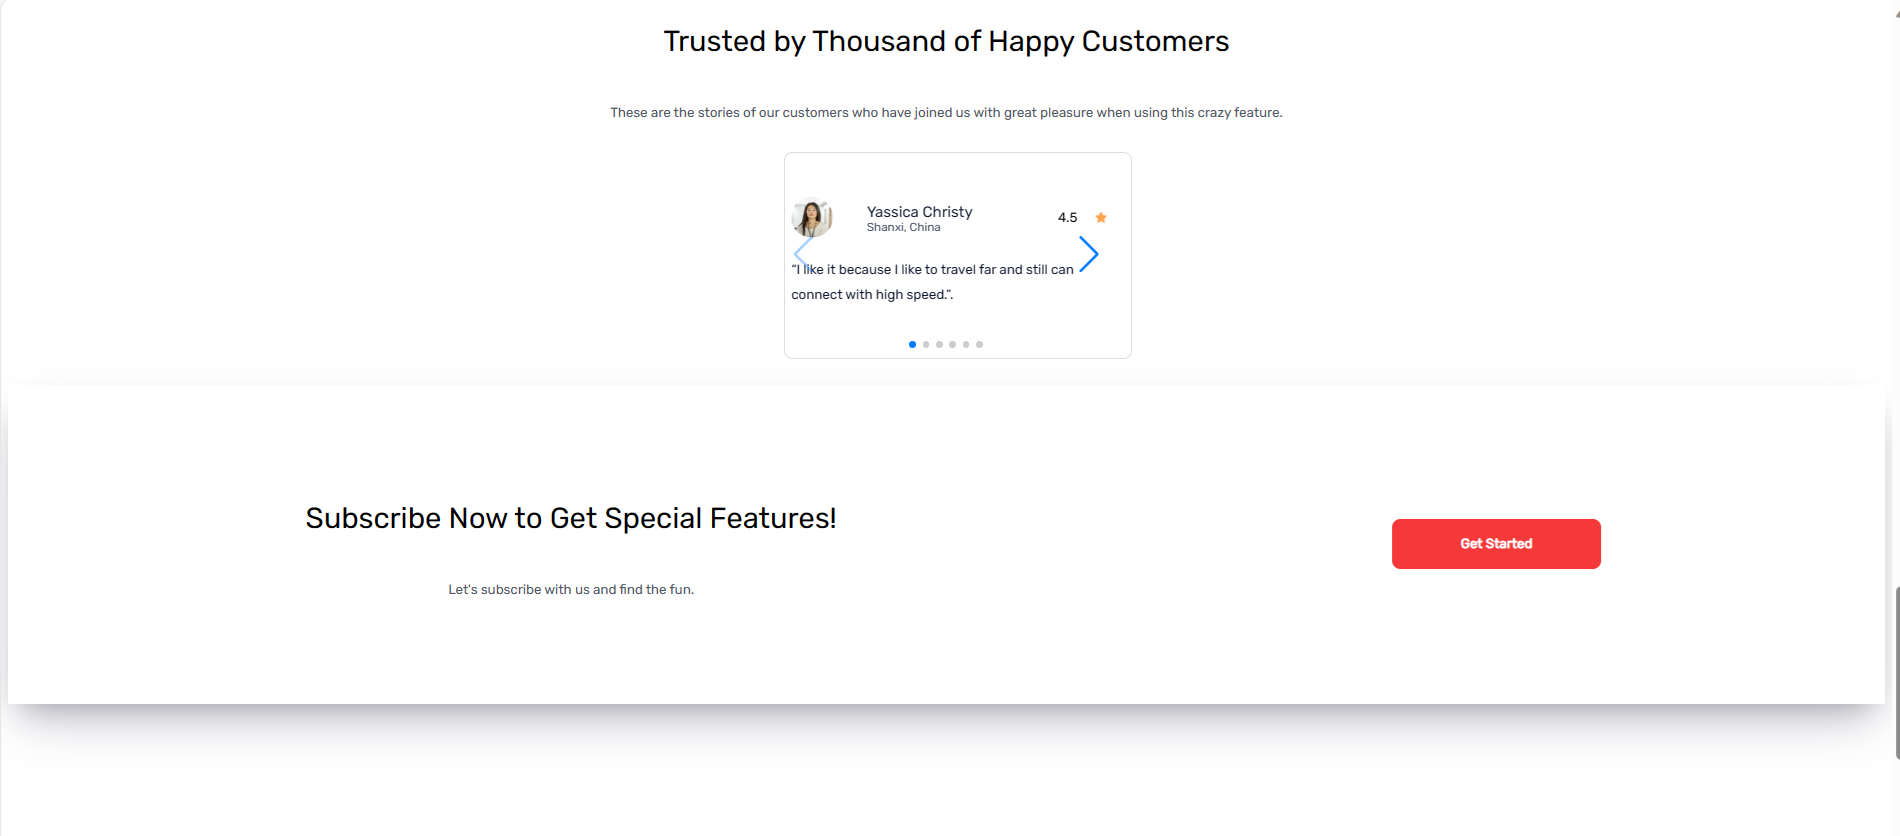 Trusted by Thousand of Happy Customers
These are the stories of our customers who have joined us with great pleasure when using this crazy feature.
Yassica Christy
Shanxi, China
4.5
“I like it because I like to travel far and still can
connect with high speed.”.
Subscribe Now to Get Special Features!
Let's subscribe with us and find the fun.
Get Started